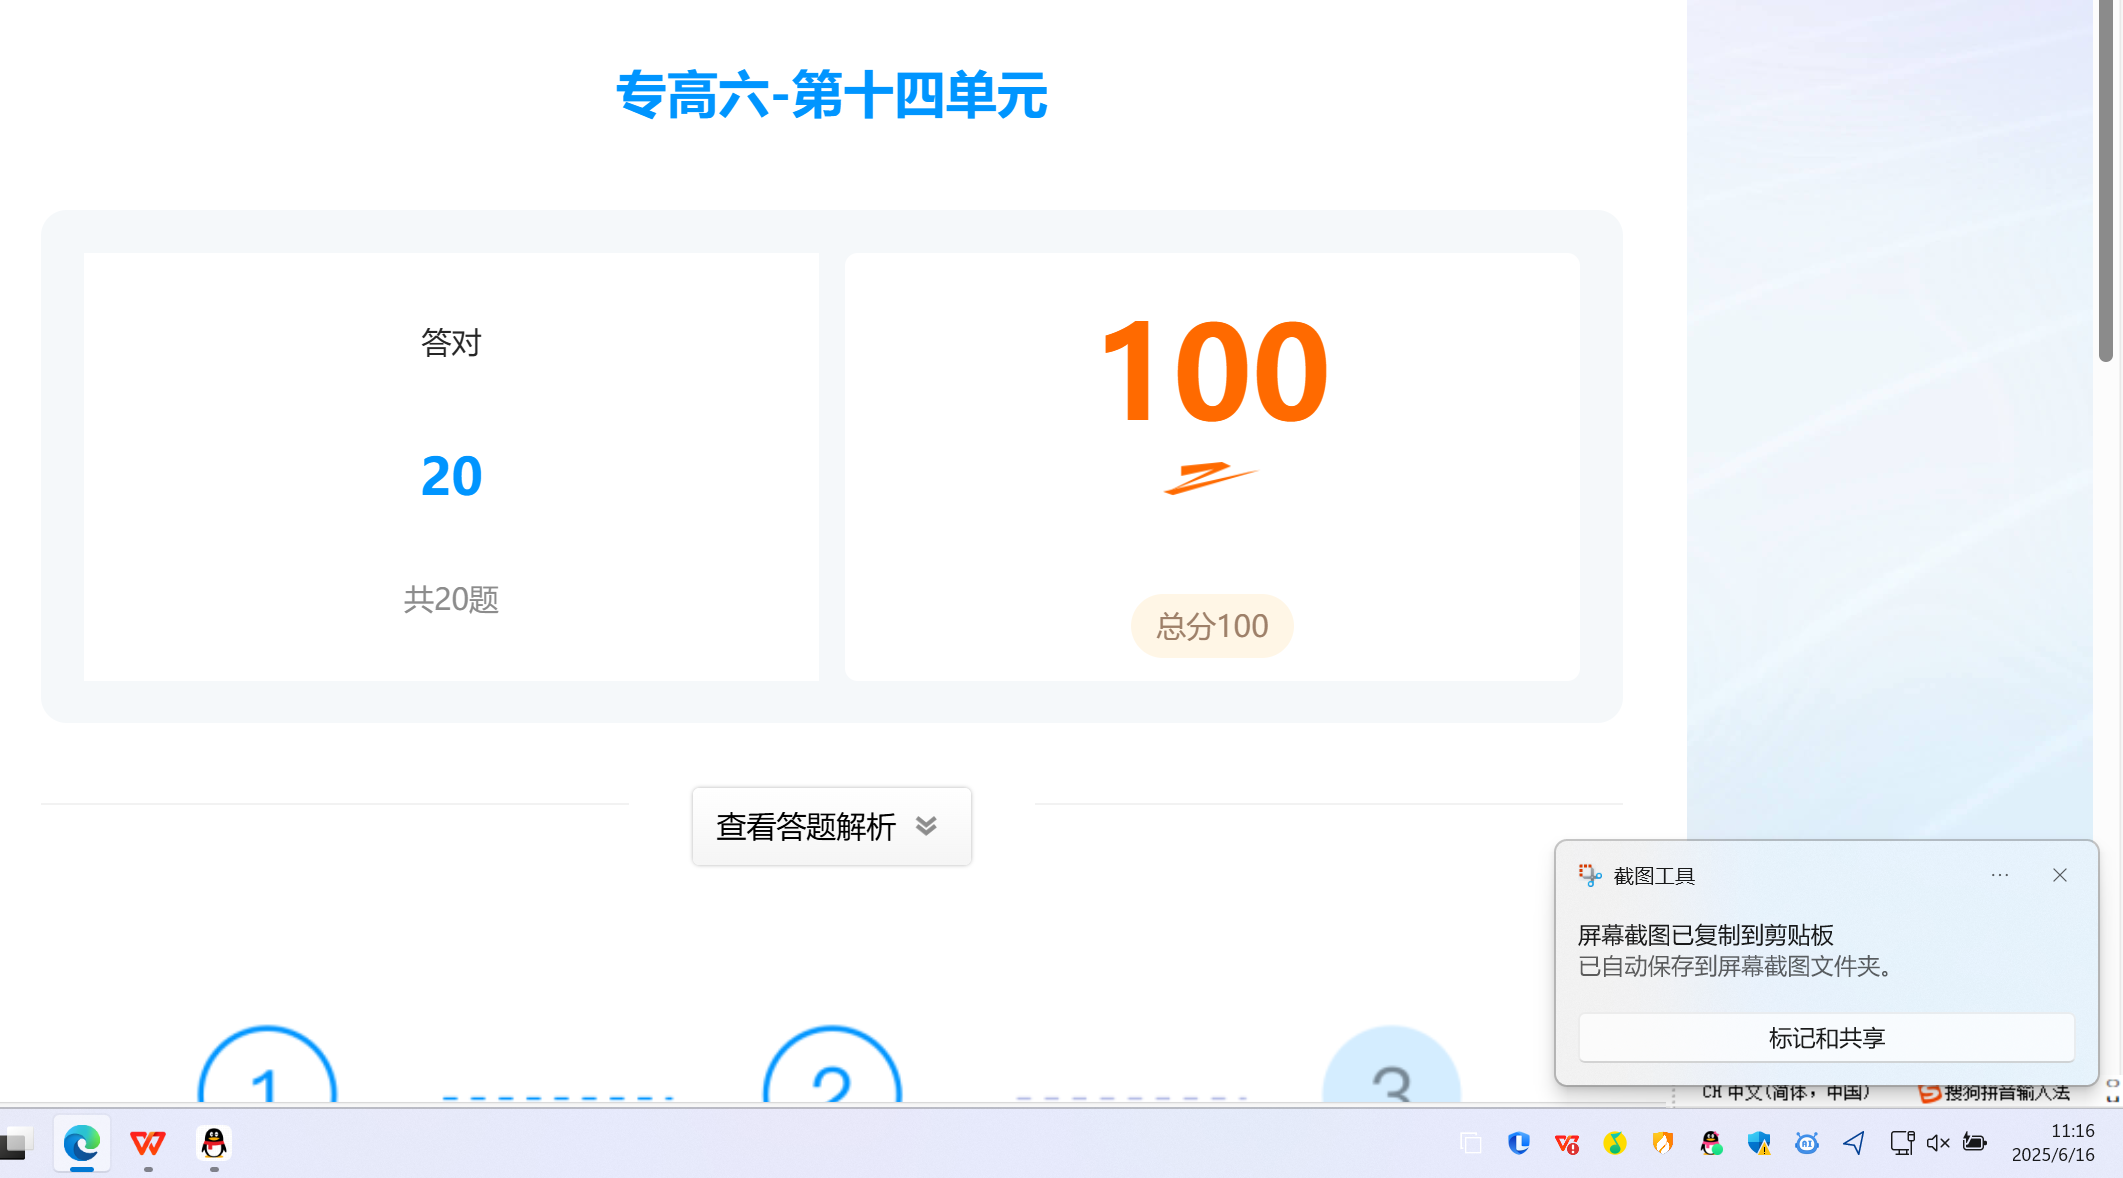 专高六-第十四单元
答对
20
共20题
100
总分100
查看答题解析
截图工具
屏幕截图已复制到剪贴板
已自动保存到屏幕截图文件夹。
标记和共享
1
2
3
CH 中文(简体，中国)
搜狗拼音输入法
11:16
2025/6/16